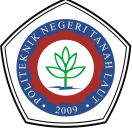 POLITEKNIK NEGERI TANAH LAUT
2009